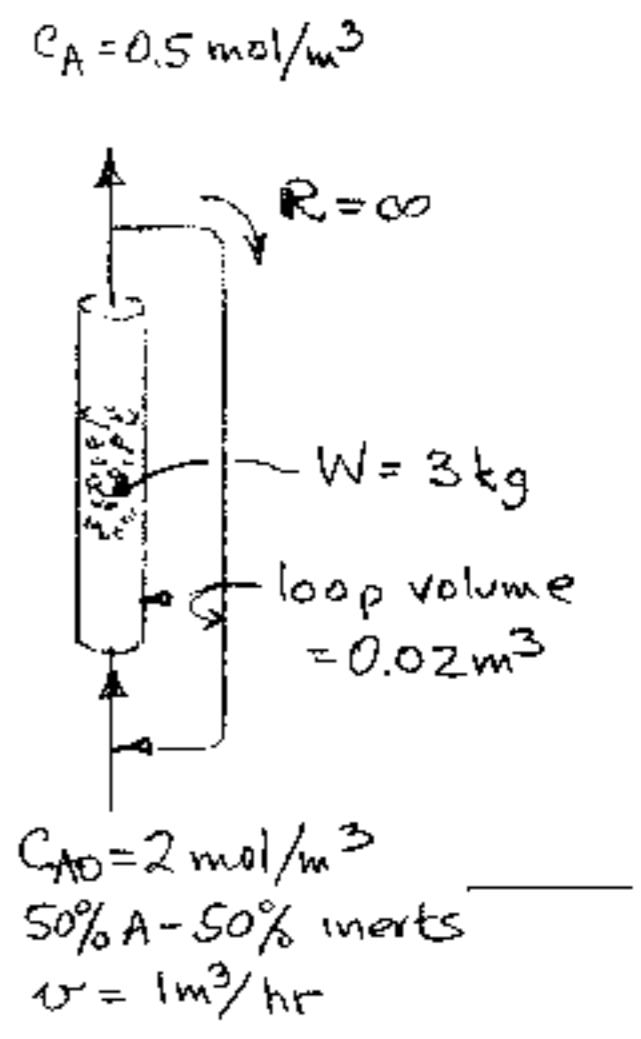 C_A = 0.5 mol/m³
R = ∞
W = 3 kg
loop volume
= 0.02 m³
C_A0 = 2 mol/m³
50% A - 50% inerts
v = 1 m³/hr